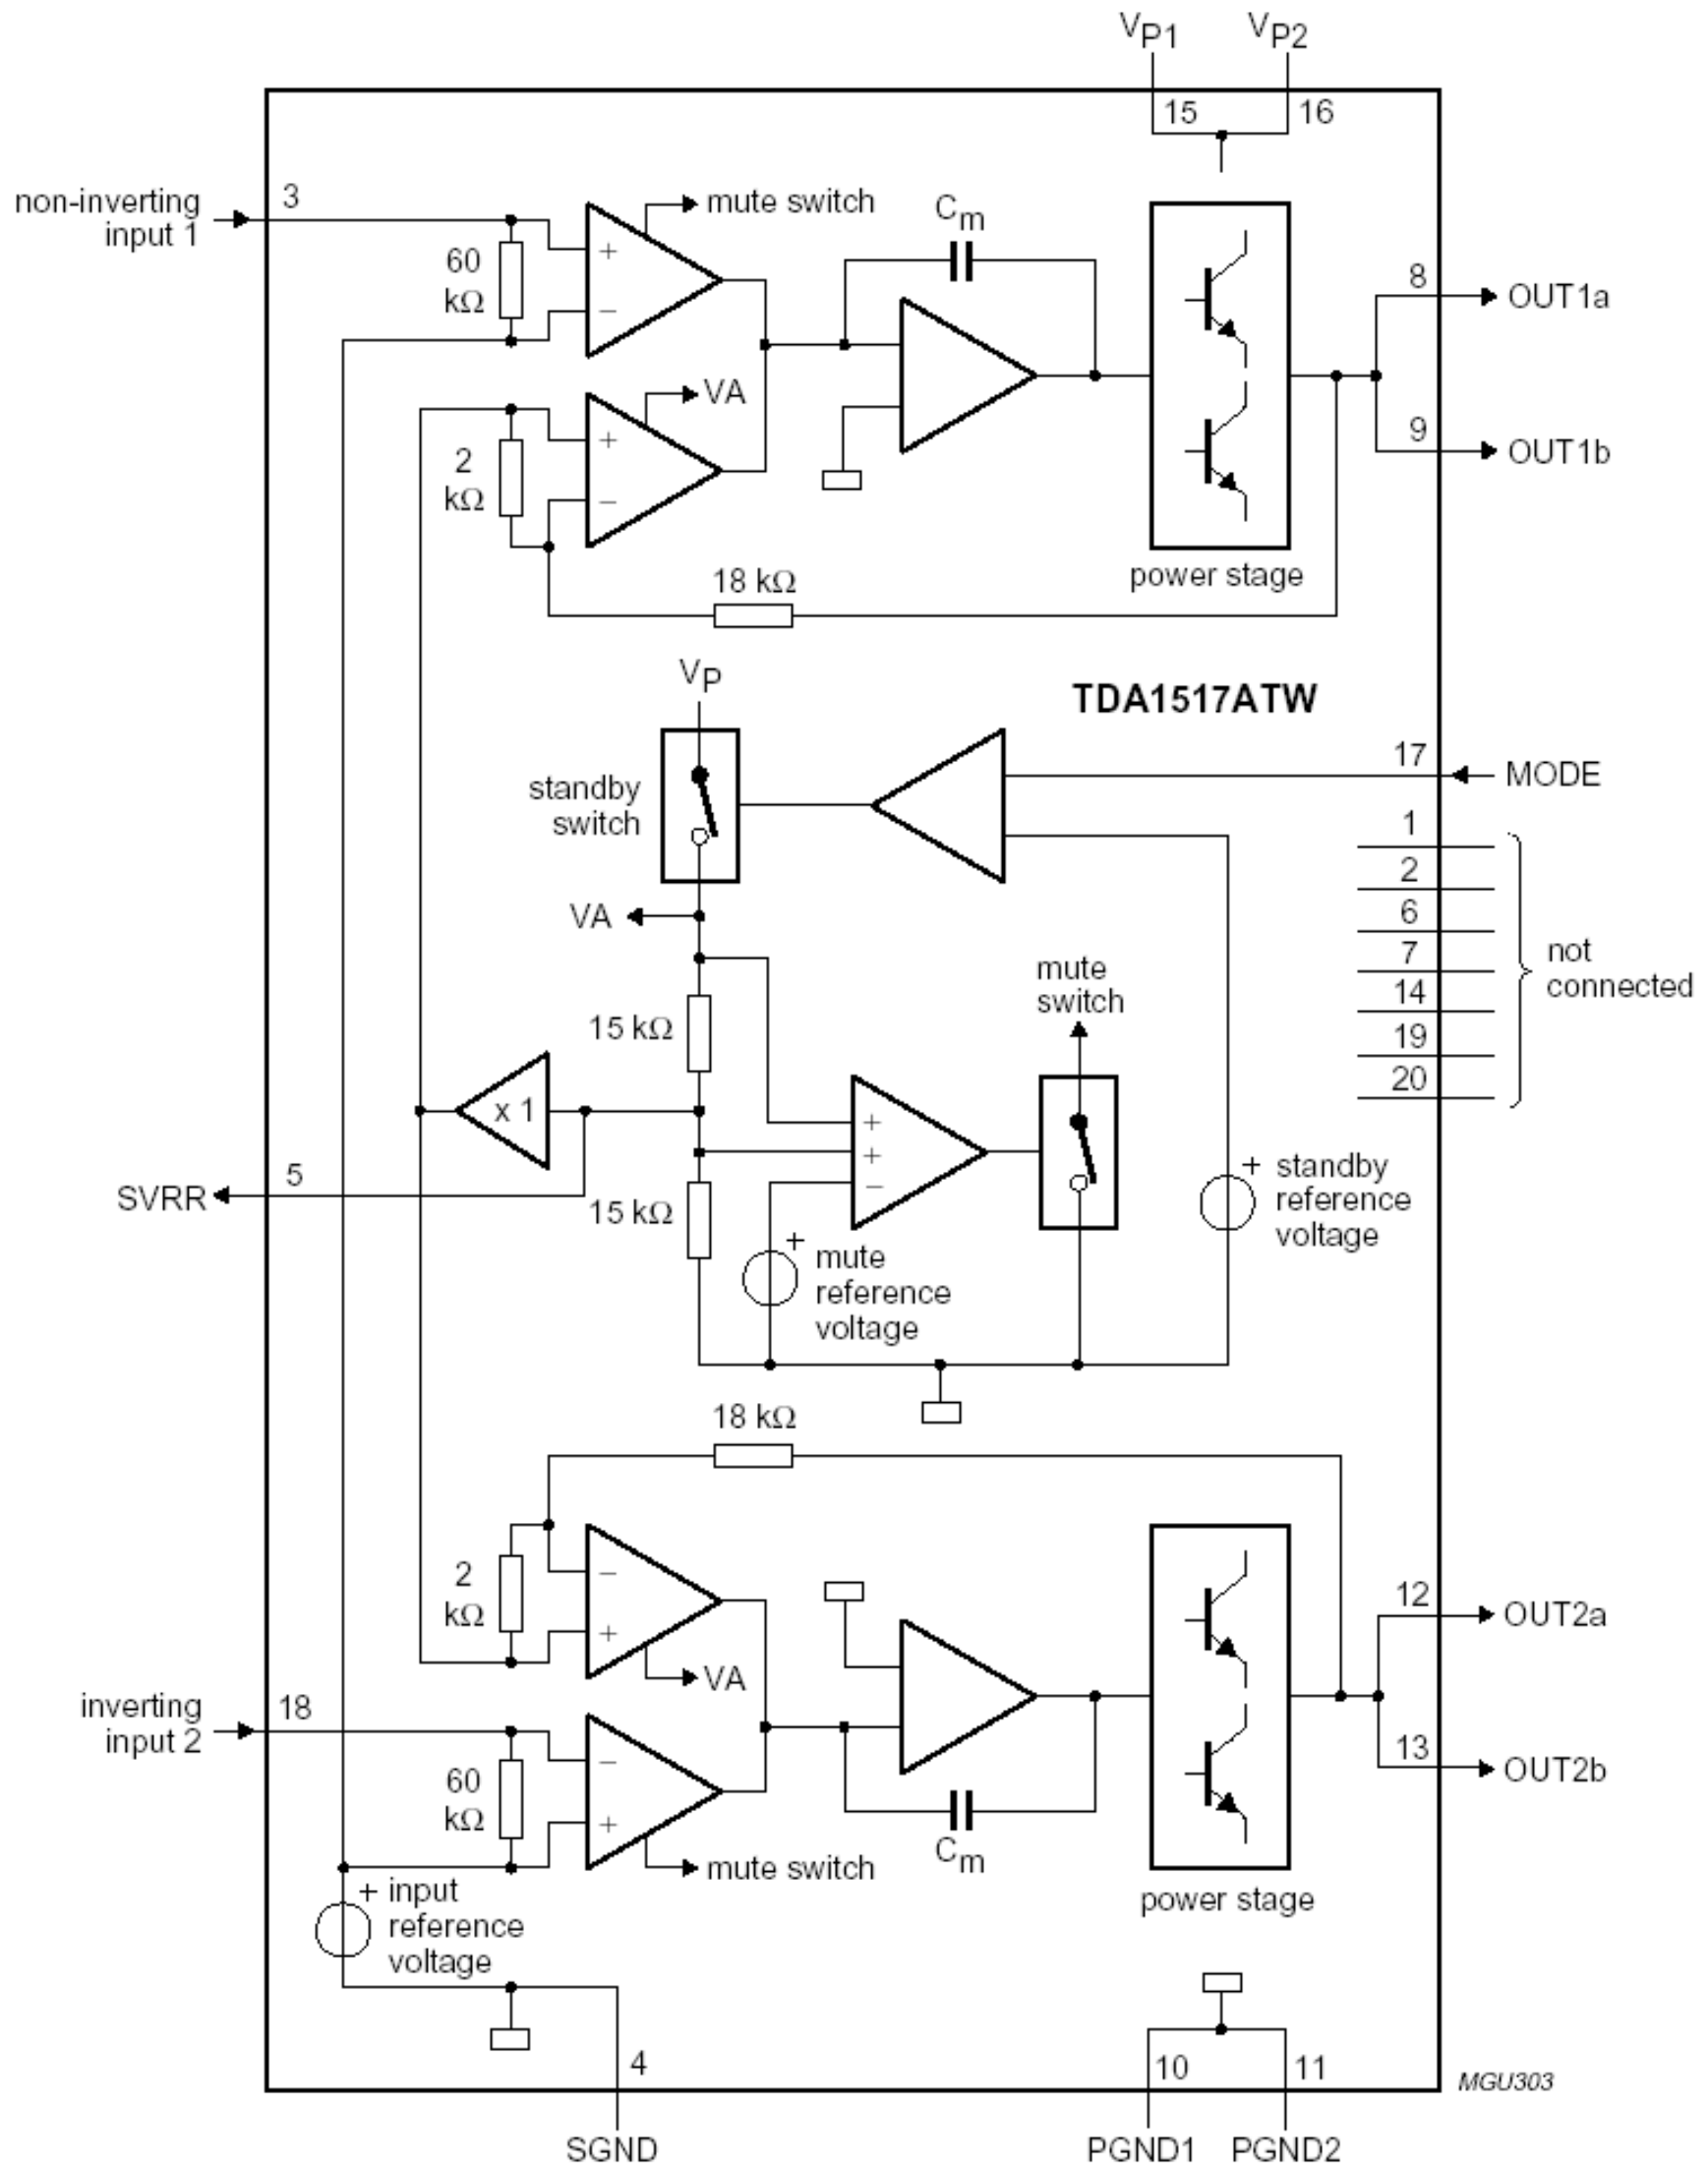 VP1
VP2
15
16
non-inverting
input 1
3
mute switch
Cm
60
kΩ
+
−
8
OUT1a
VA
2
kΩ
+
−
9
OUT1b
18 kΩ
power stage
VP
TDA1517ATW
standby
switch
17
MODE
1
2
6
7
14
19
20
not
connected
VA
mute
switch
15 kΩ
x 1
+
+
−
5
SVRR
15 kΩ
+
mute
reference
voltage
+
standby
reference
voltage
18 kΩ
2
kΩ
−
+
VA
12
OUT2a
inverting
input 2
18
60
kΩ
−
+
13
OUT2b
Cm
mute switch
power stage
+ input
reference
voltage
4
10
11
MGU303
SGND
PGND1
PGND2